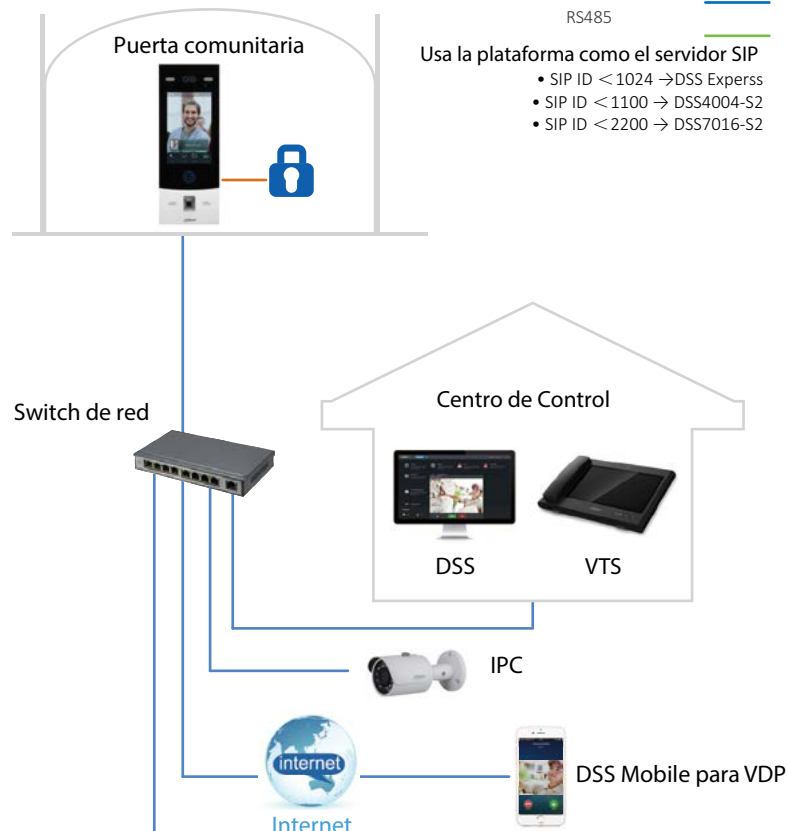 RS485
Usa la plataforma como el servidor SIP
• SIP ID <1024 →DSS Experss
• SIP ID <1100 → DSS4004-S2
• SIP ID <2200 → DSS7016-S2
Puerta comunitaria
Switch de red
Centro de Control
DSS
VTS
IPC
internet
Internet
DSS Mobile para VDP